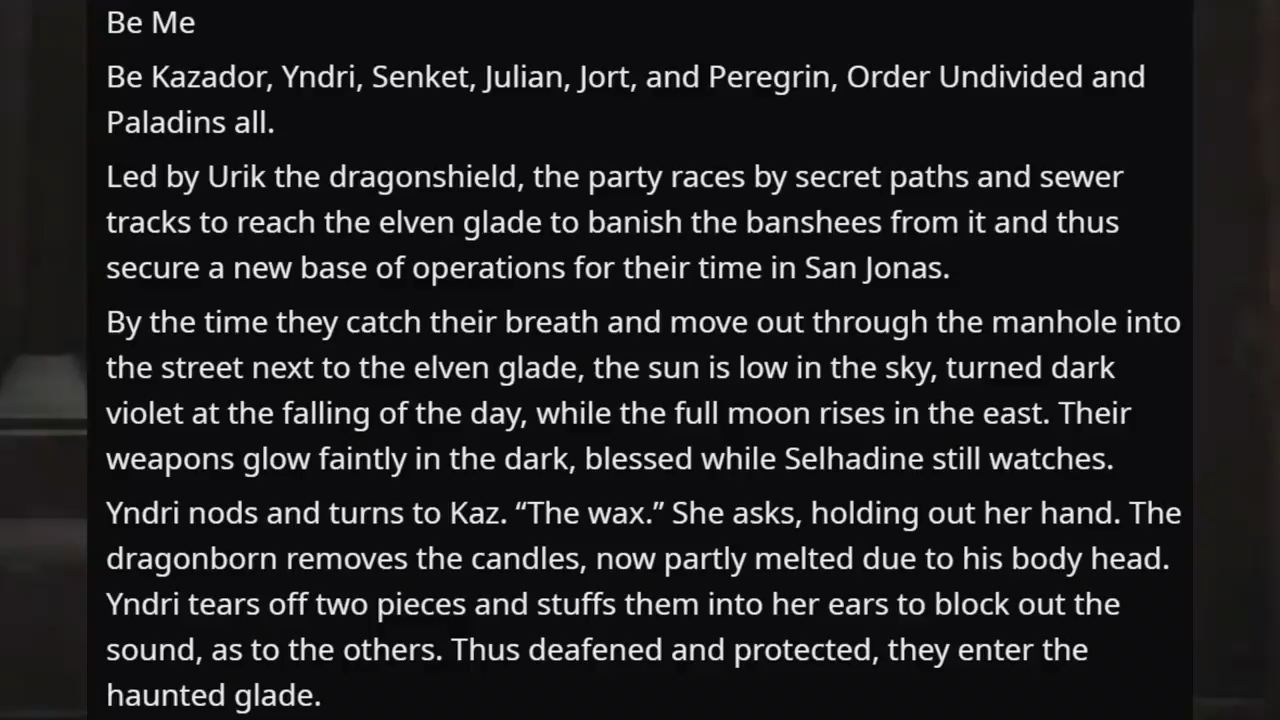 Be Me
Be Kazador, Yndri, Senket, Julian, Jort, and Peregrin, Order Undivided and
Paladins all.
Led by Urik the dragonshield, the party races by secret paths and sewer
tracks to reach the elven glade to banish the banshees from it and thus
secure a new base of operations for their time in San Jonas.
By the time they catch their breath and move out through the manhole into
the street next to the elven glade, the sun is low in the sky, turned dark
violet at the falling of the day, while the full moon rises in the east. Their
weapons glow faintly in the dark, blessed while Selhadine still watches.
Yndri nods and turns to Kaz. “The wax.” She asks, holding out her hand. The
dragonborn removes the candles, now partly melted due to his body head.
Yndri tears off two pieces and stuffs them into her ears to block out the
sound, as to the others. Thus deafened and protected, they enter the
haunted glade.